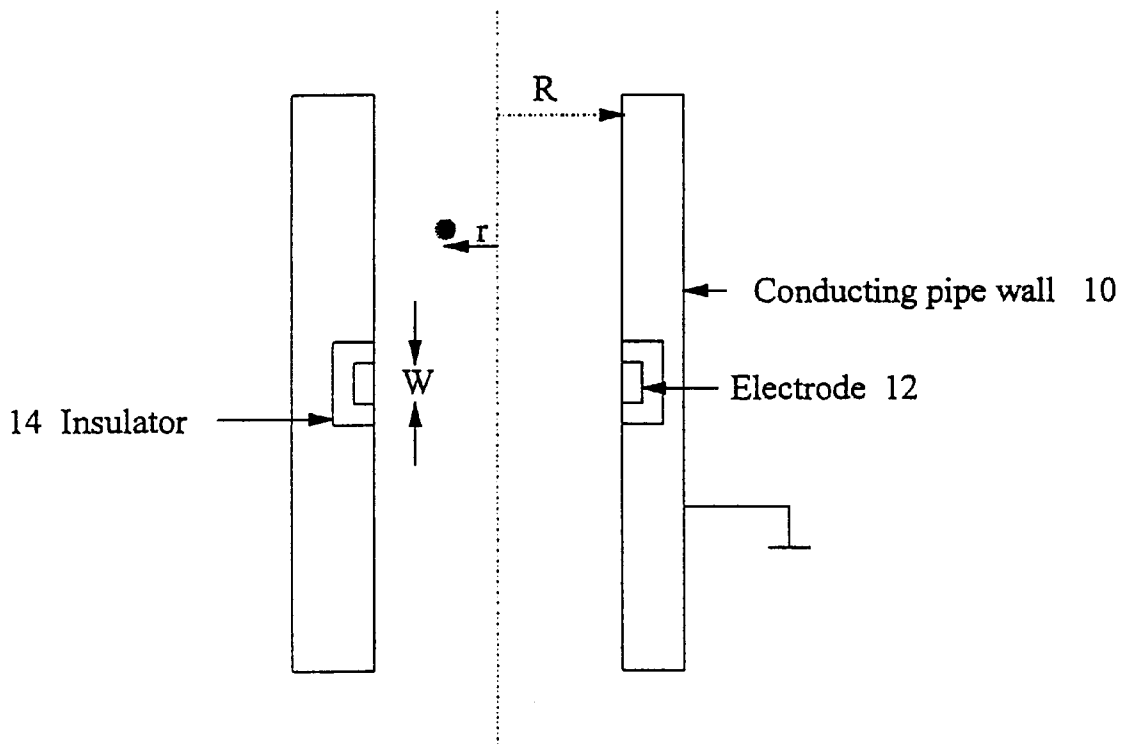 R
r
Conducting pipe wall 10
W
Electrode 12
14 Insulator